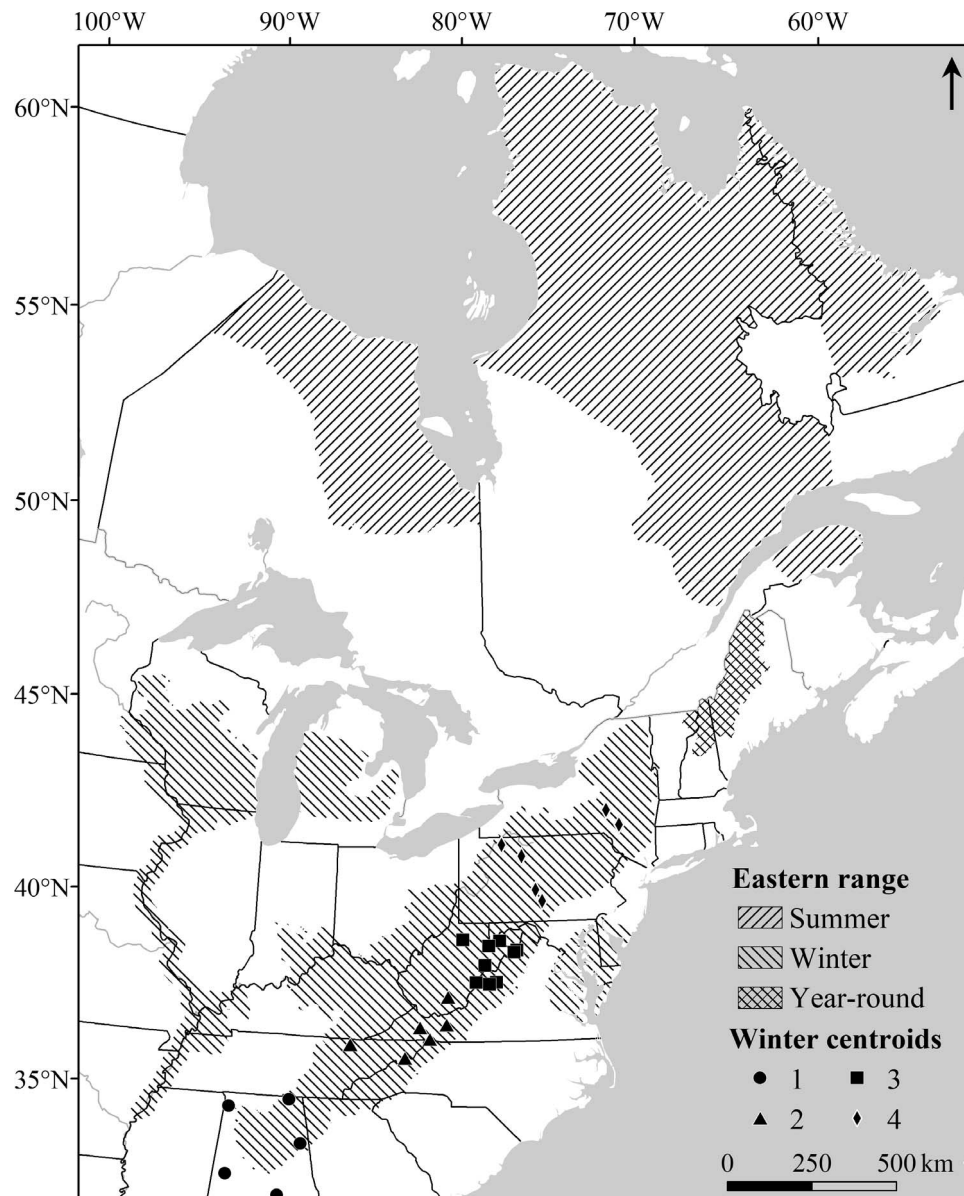 100°W 90°W 80°W 70°W 60°W
60°N
55°N
50°N
45°N
40°N
35°N
Eastern range
Summer
Winter
Year-round
Winter centroids
1 3
2 4
0 250 500 km